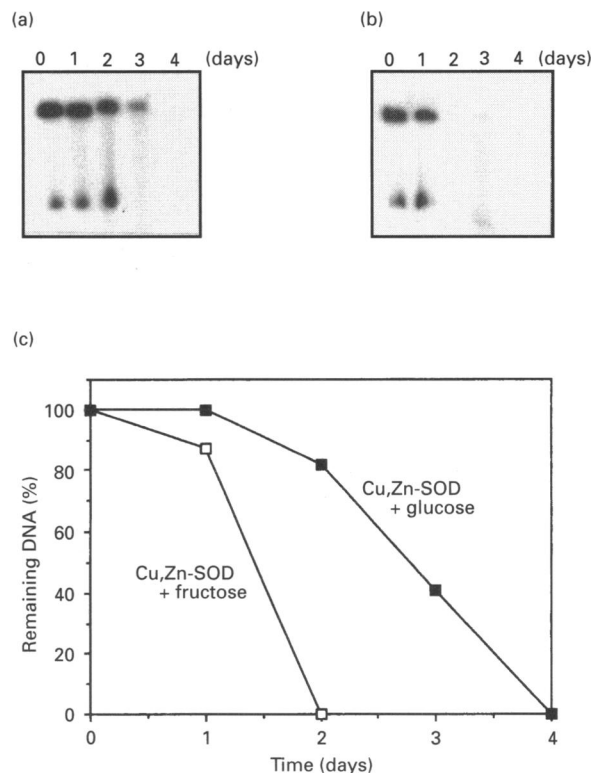 (a)
0 1 2 3 4 (days)
(b)
0 1 2 3 4 (days)
(c)
100
80
60
40
20
0
Remaining DNA (%)
Cu,Zn-SOD
+ glucose
Cu,Zn-SOD
+ fructose
0 1 2 3 4
Time (days)